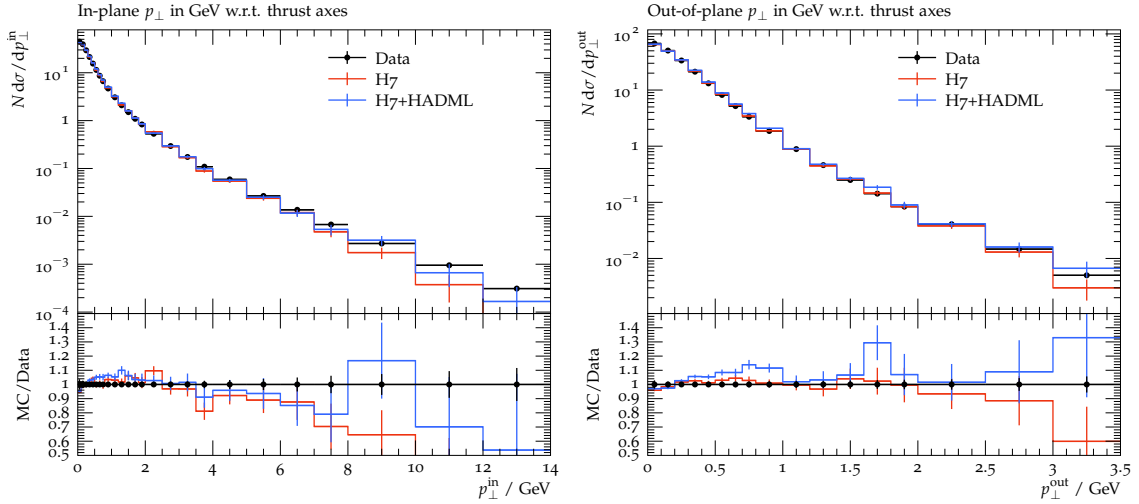 In-plane p⊥ in GeV w.r.t. thrust axes
N dσ/dp⊥^in
10^1
1
10^−1
10^−2
10^−3
10^−4
Data
H7
H7+HADML
MC/Data
1.4
1.3
1.2
1.1
1
0.9
0.8
0.7
0.6
0.5
0 2 4 6 8 10 12 14
p⊥^in / GeV
Out-of-plane p⊥ in GeV w.r.t. thrust axes
N dσ/dp⊥^out
10^2
10^1
1
10^−1
10^−2
Data
H7
H7+HADML
MC/Data
1.4
1.3
1.2
1.1
1
0.9
0.8
0.7
0.6
0.5
0 0.5 1 1.5 2 2.5 3 3.5
p⊥^out / GeV